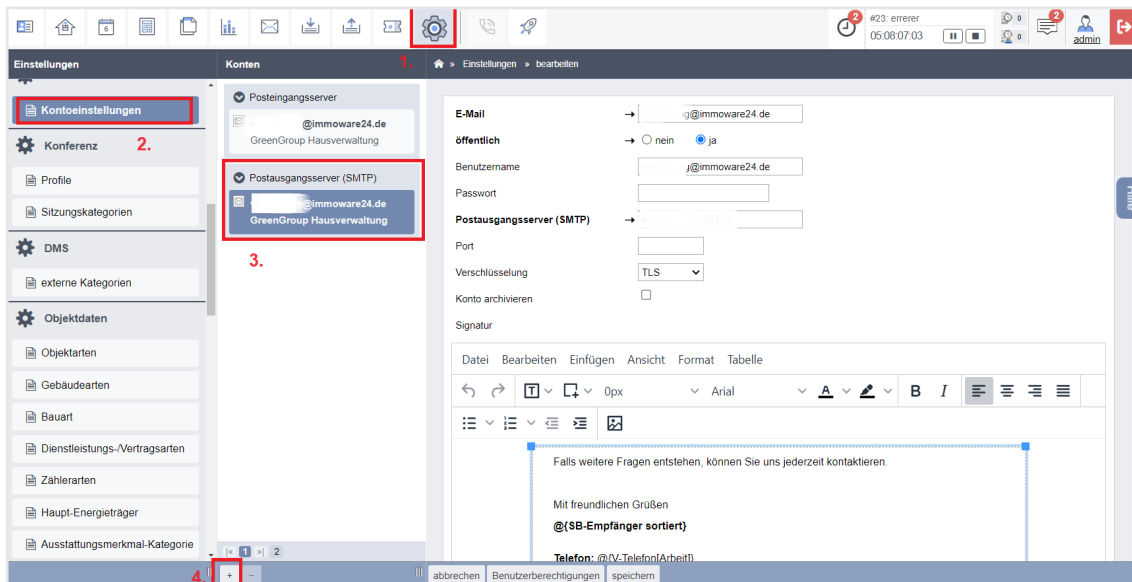 6
2
#23: errerer
05:08:07:03
0
0
2
admin
Einstellungen
Konten
1.
» Einstellungen » bearbeiten
Kontoeinstellungen
2.
Konferenz
Profile
Sitzungskategorien
DMS
externe Kategorien
Objektdaten
Objektarten
Gebäudearten
Bauart
Dienstleistungs-/Vertragsarten
Zählerarten
Haupt-Energieträger
Ausstattungsmerkmal-Kategorie
Posteingangsserver
@immoware24.de
GreenGroup Hausverwaltung
Postausgangsserver (SMTP)
@immoware24.de
GreenGroup Hausverwaltung
3.
« 1 » 2
4.
+ −
E-Mail → g@immoware24.de
öffentlich → nein ja
Benutzername @immoware24.de
Passwort
Postausgangsserver (SMTP) →
Port
Verschlüsselung TLS
Konto archivieren
Signatur
Datei Bearbeiten Einfügen Ansicht Format Tabelle
T 0px Arial A B I
Falls weitere Fragen entstehen, können Sie uns jederzeit kontaktieren.
Mit freundlichen Grüßen
@{SB-Empfänger sortiert}
Telefon: @{V-Telefon[Arbeit]}
abbrechen Benutzerberechtigungen speichern